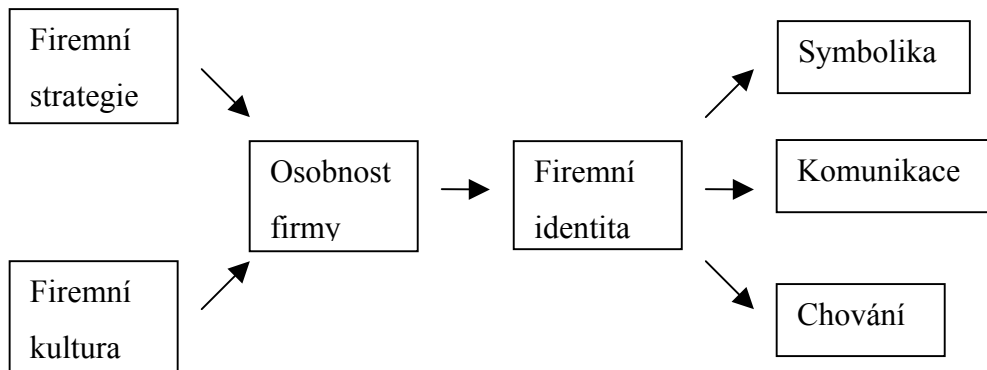 Firemní
strategie
Symbolika
Osobnost
firmy
Firemní
identita
Komunikace
Firemní
kultura
Chování